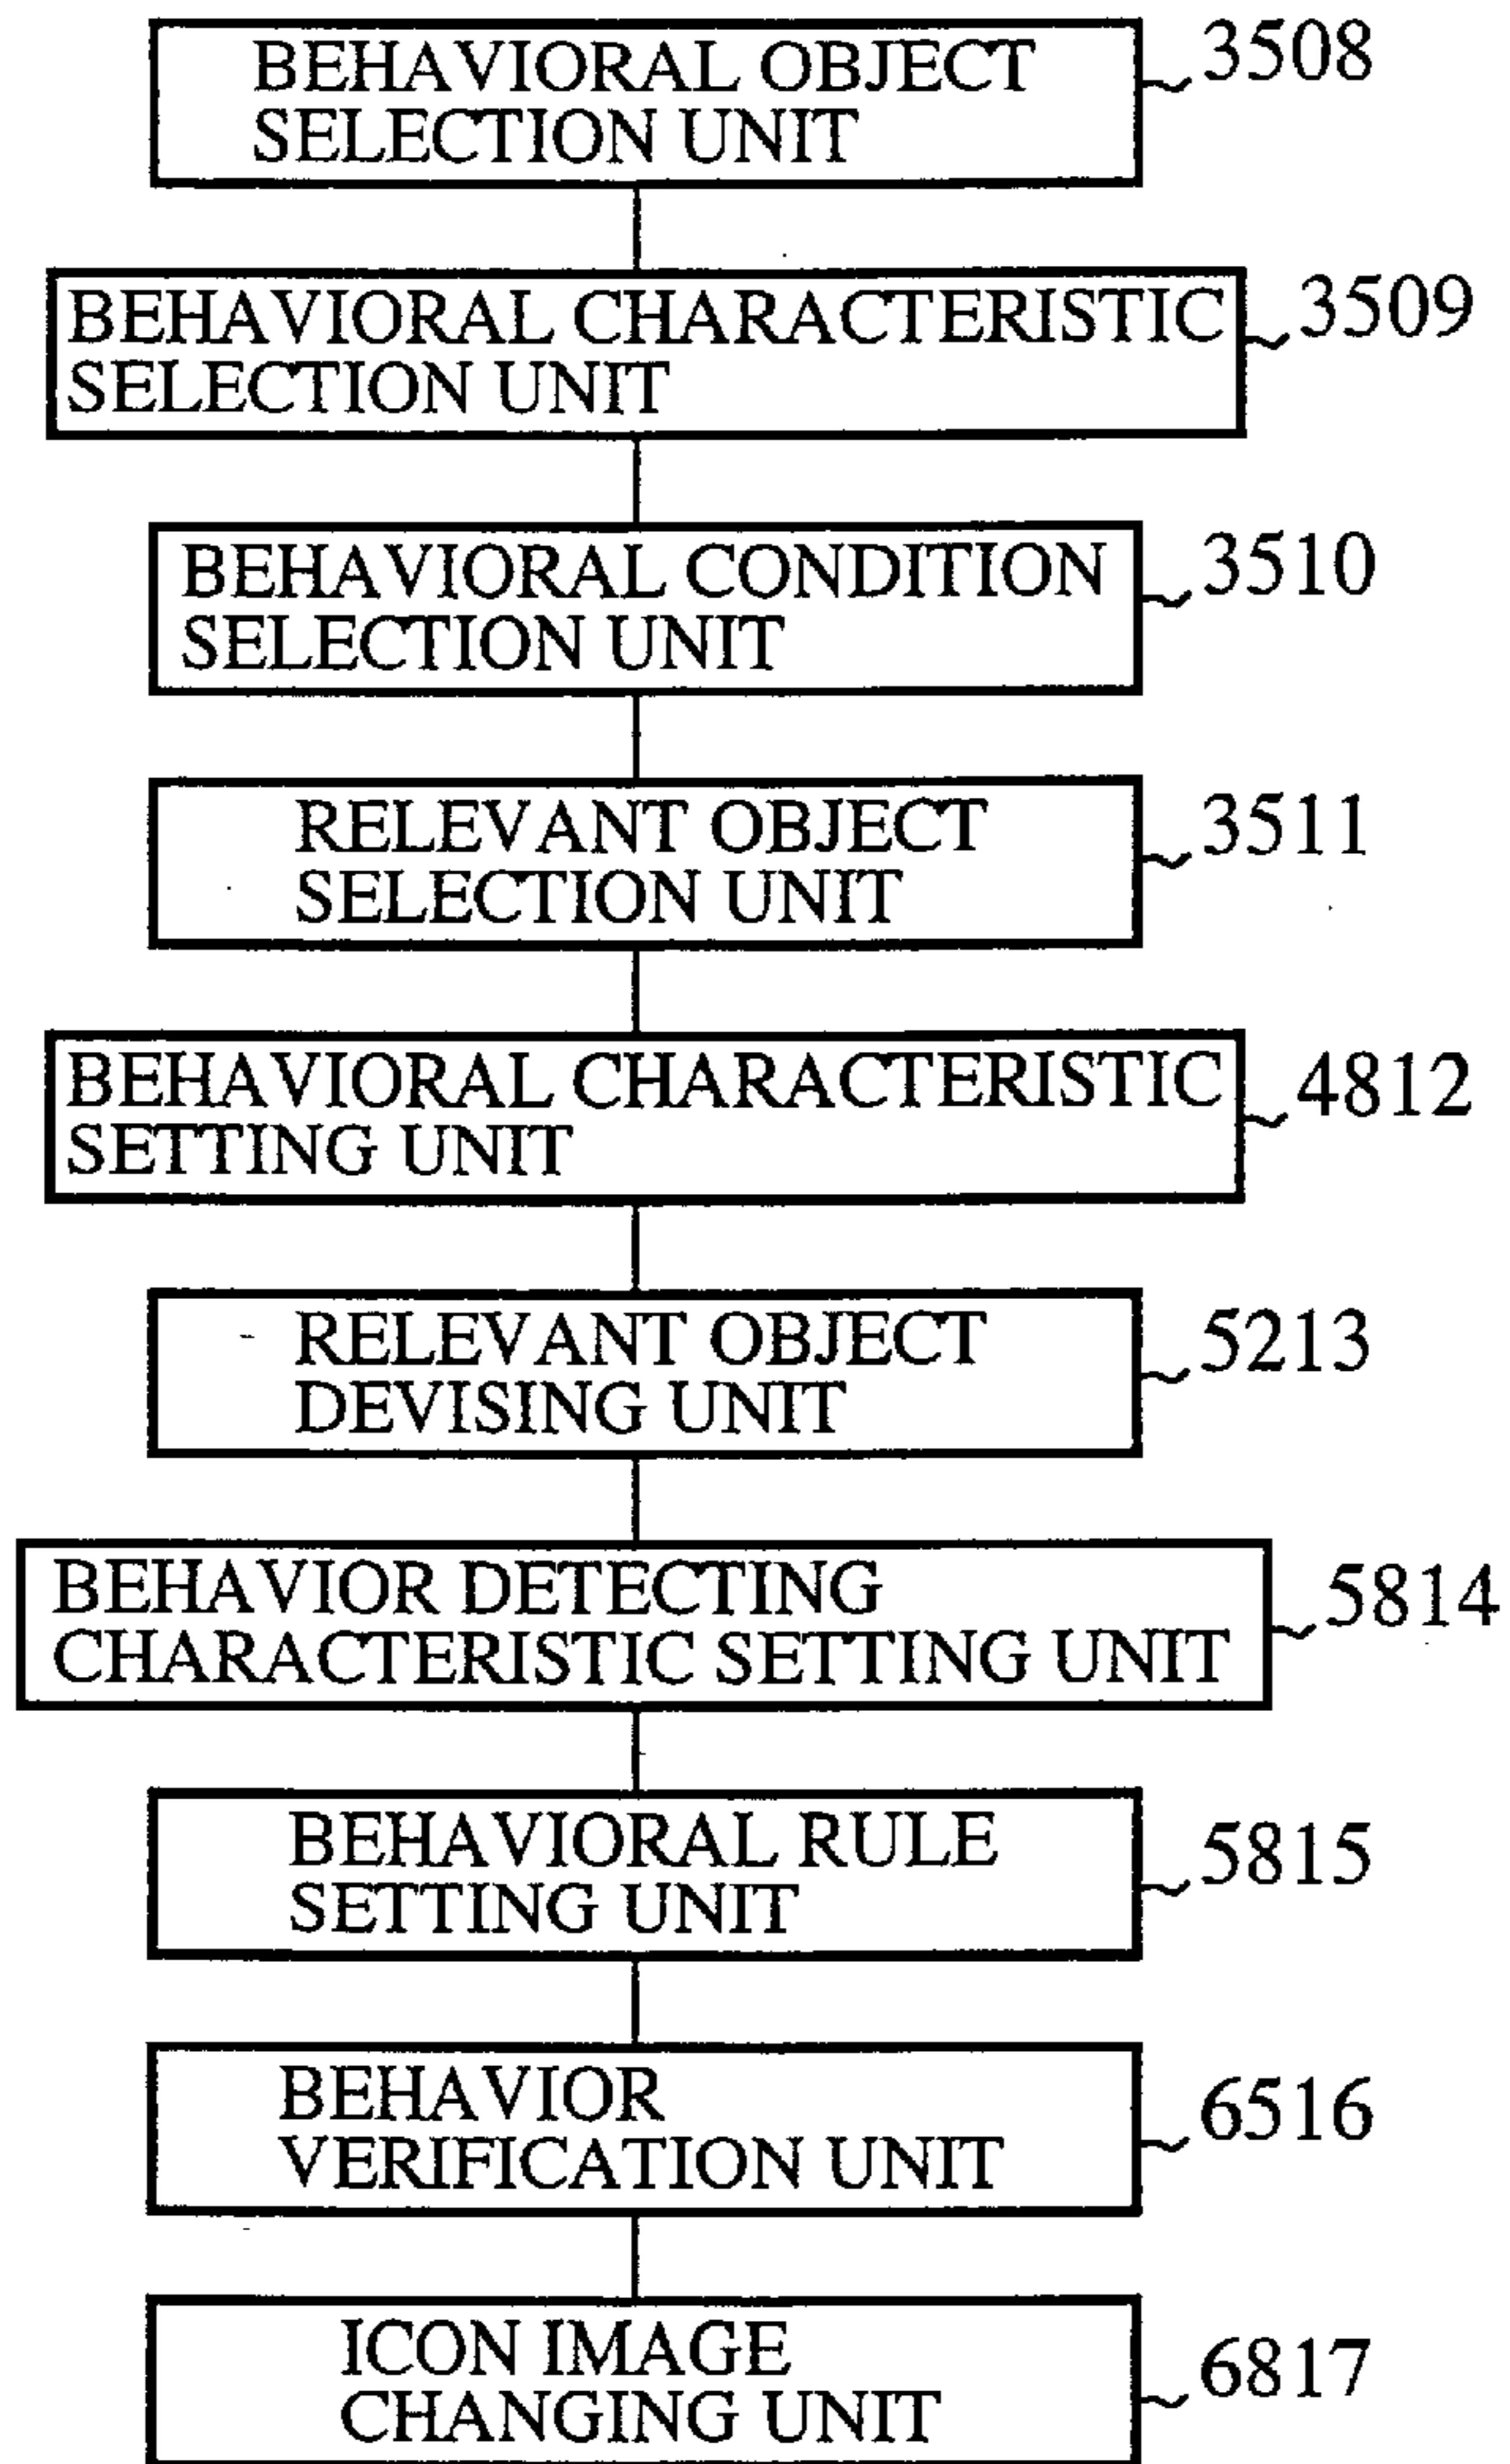 BEHAVIORAL OBJECT
SELECTION UNIT
3508
BEHAVIORAL CHARACTERISTIC
SELECTION UNIT
3509
BEHAVIORAL CONDITION
SELECTION UNIT
3510
RELEVANT OBJECT
SELECTION UNIT
3511
BEHAVIORAL CHARACTERISTIC
SETTING UNIT
4812
RELEVANT OBJECT
DEVISING UNIT
5213
BEHAVIOR DETECTING
CHARACTERISTIC SETTING UNIT
5814
BEHAVIORAL RULE
SETTING UNIT
5815
BEHAVIOR
VERIFICATION UNIT
6516
ICON IMAGE
CHANGING UNIT
6817